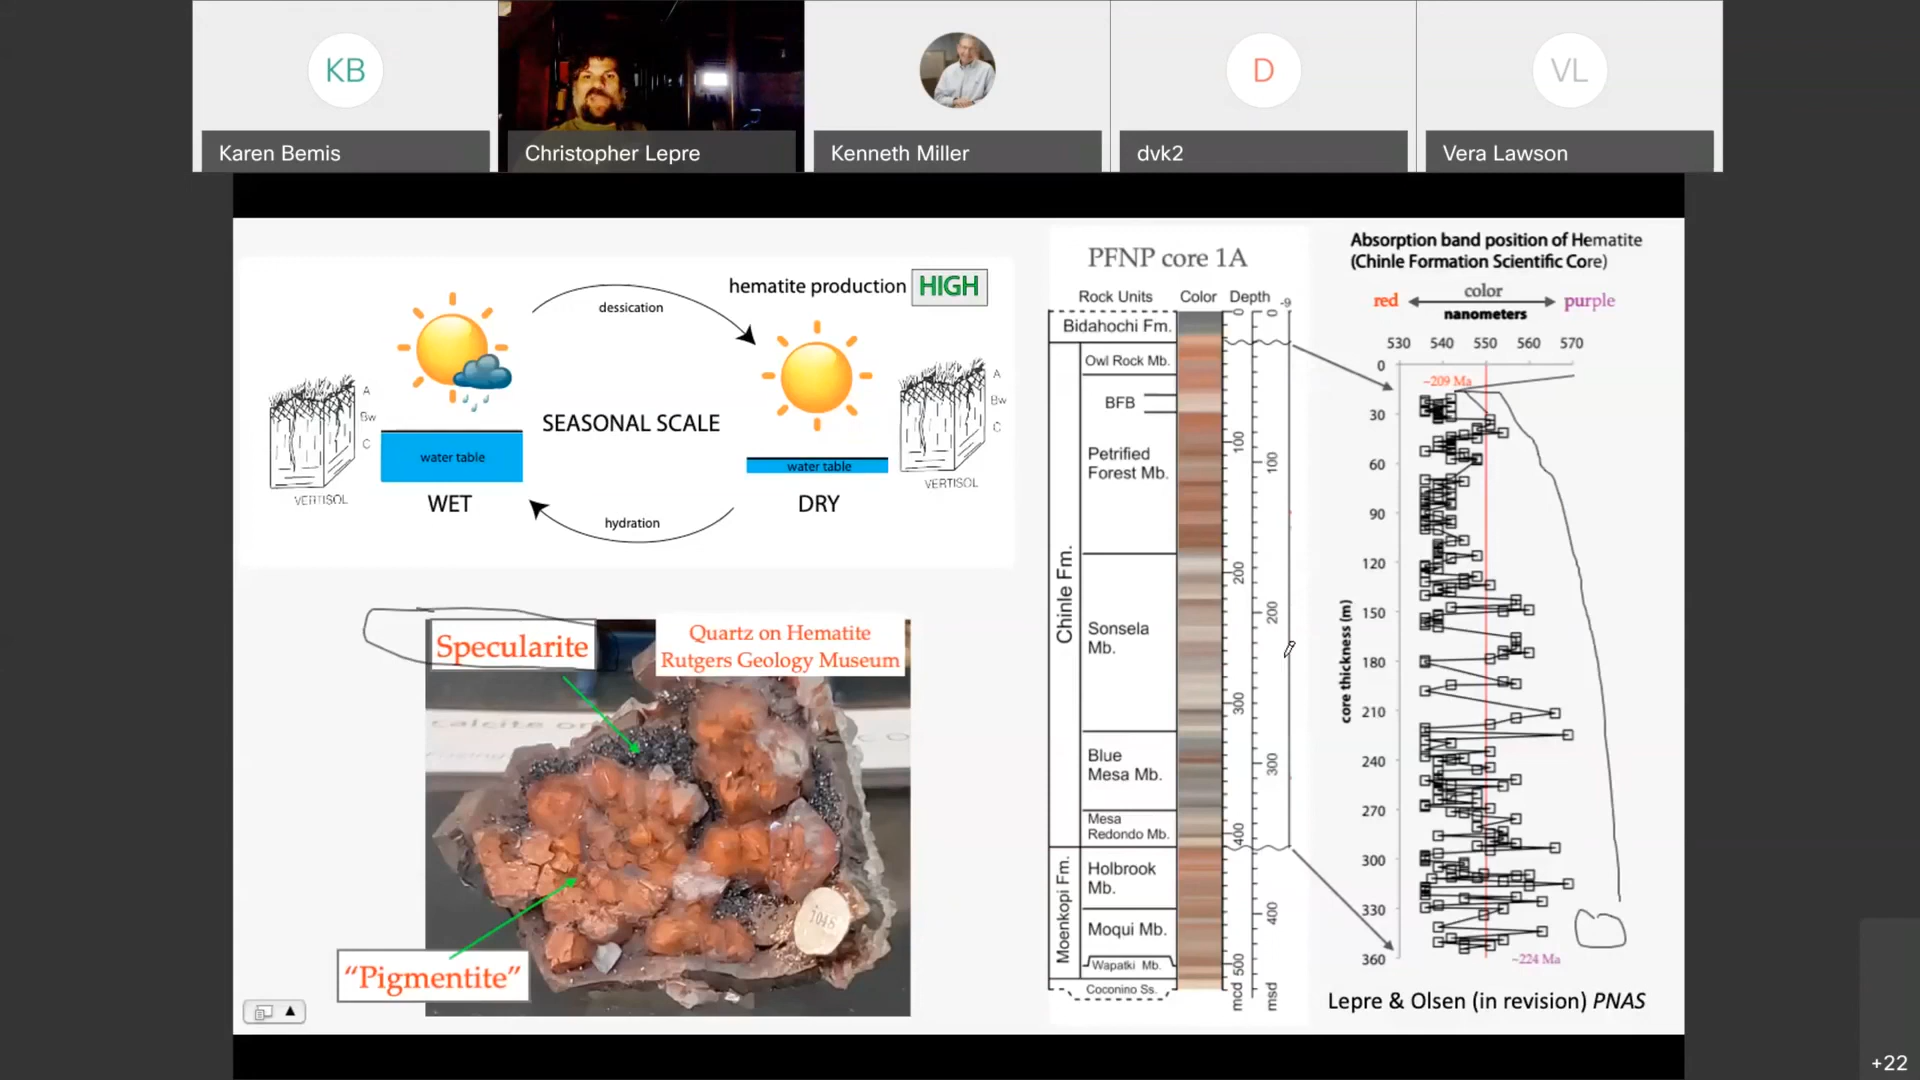 KB
Karen Bemis
Christopher Lepre
Kenneth Miller
D
dvk2
VL
Vera Lawson
hematite production HIGH
dessication
A
Bw
C
VERTISOL
water table
WET
SEASONAL SCALE
hydration
water table
DRY
A
Bw
C
VERTISOL
Specularite
Quartz on Hematite
Rutgers Geology Museum
1046
"Pigmentite"
PFNP core 1A
Rock Units Color Depth -9
Bidahochi Fm.
Owl Rock Mb.
BFB
Petrified
Forest Mb.
Chinle Fm.
Sonsela
Mb.
Blue
Mesa Mb.
Mesa
Redondo Mb.
Moenkopi Fm.
Holbrook
Mb.
Moqui Mb.
Wapatki Mb.
Coconino Ss.
0
100
200
300
400
500
mcd
0
100
200
300
400
msd
Absorption band position of Hematite
(Chinle Formation Scientific Core)
color
red purple
nanometers
530 540 550 560 570
~209 Ma
core thickness (m)
0
30
60
90
120
150
180
210
240
270
300
330
360
~224 Ma
Lepre & Olsen (in revision) PNAS
+22